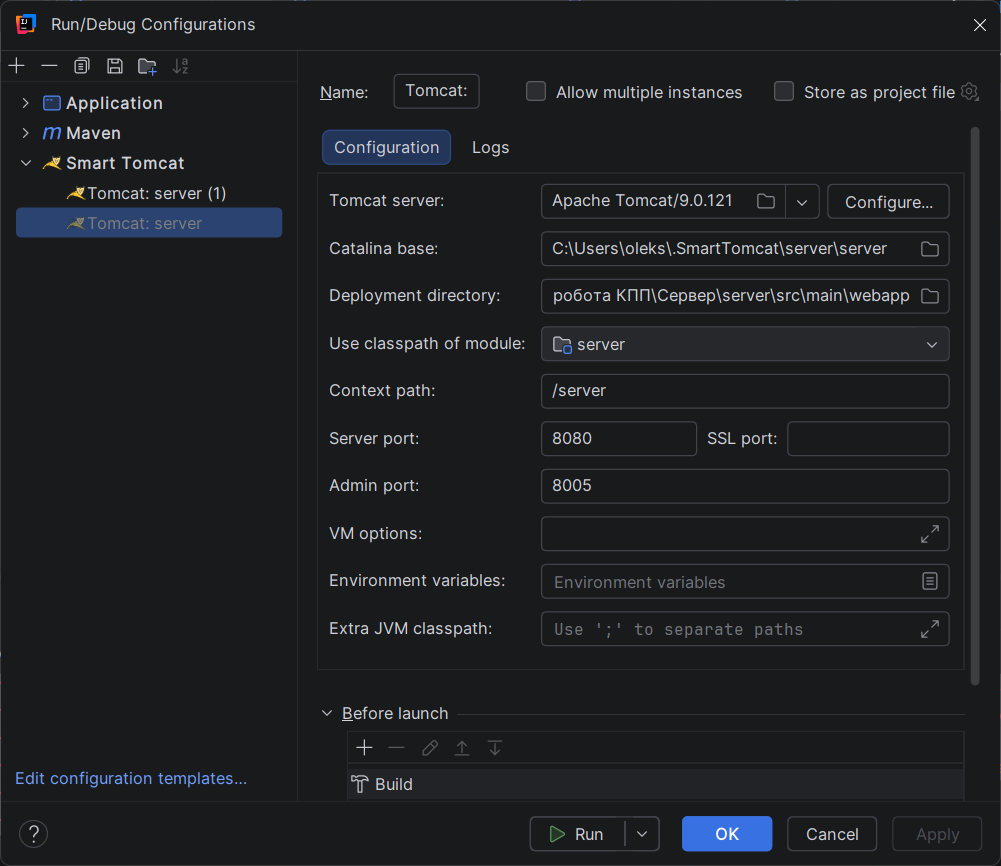 Run/Debug Configurations
Name: Tomcat: Allow multiple instances Store as project file
Application
Maven
Smart Tomcat
Tomcat: server (1)
Tomcat: server
Configuration Logs
Tomcat server: Apache Tomcat/9.0.121 Configure...
Catalina base: C:\Users\oleks\.SmartTomcat\server\server
Deployment directory: робота КПП\Сервер\server\src\main\webapp
Use classpath of module: server
Context path: /server
Server port: 8080 SSL port:
Admin port: 8005
VM options:
Environment variables: Environment variables
Extra JVM classpath: Use ';' to separate paths
Before launch
Build
Edit configuration templates...
? Run OK Cancel Apply